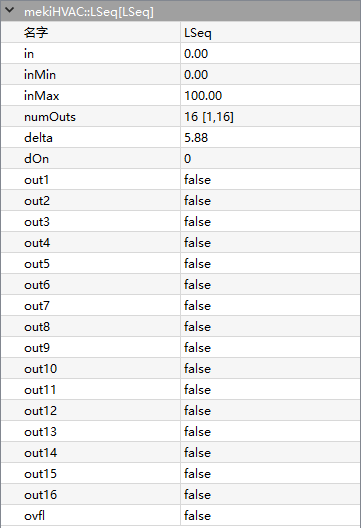 mekiHVAC::LSeq[LSeq]
名字 LSeq
in 0.00
inMin 0.00
inMax 100.00
numOuts 16 [1,16]
delta 5.88
dOn 0
out1 false
out2 false
out3 false
out4 false
out5 false
out6 false
out7 false
out8 false
out9 false
out10 false
out11 false
out12 false
out13 false
out14 false
out15 false
out16 false
ovfl false